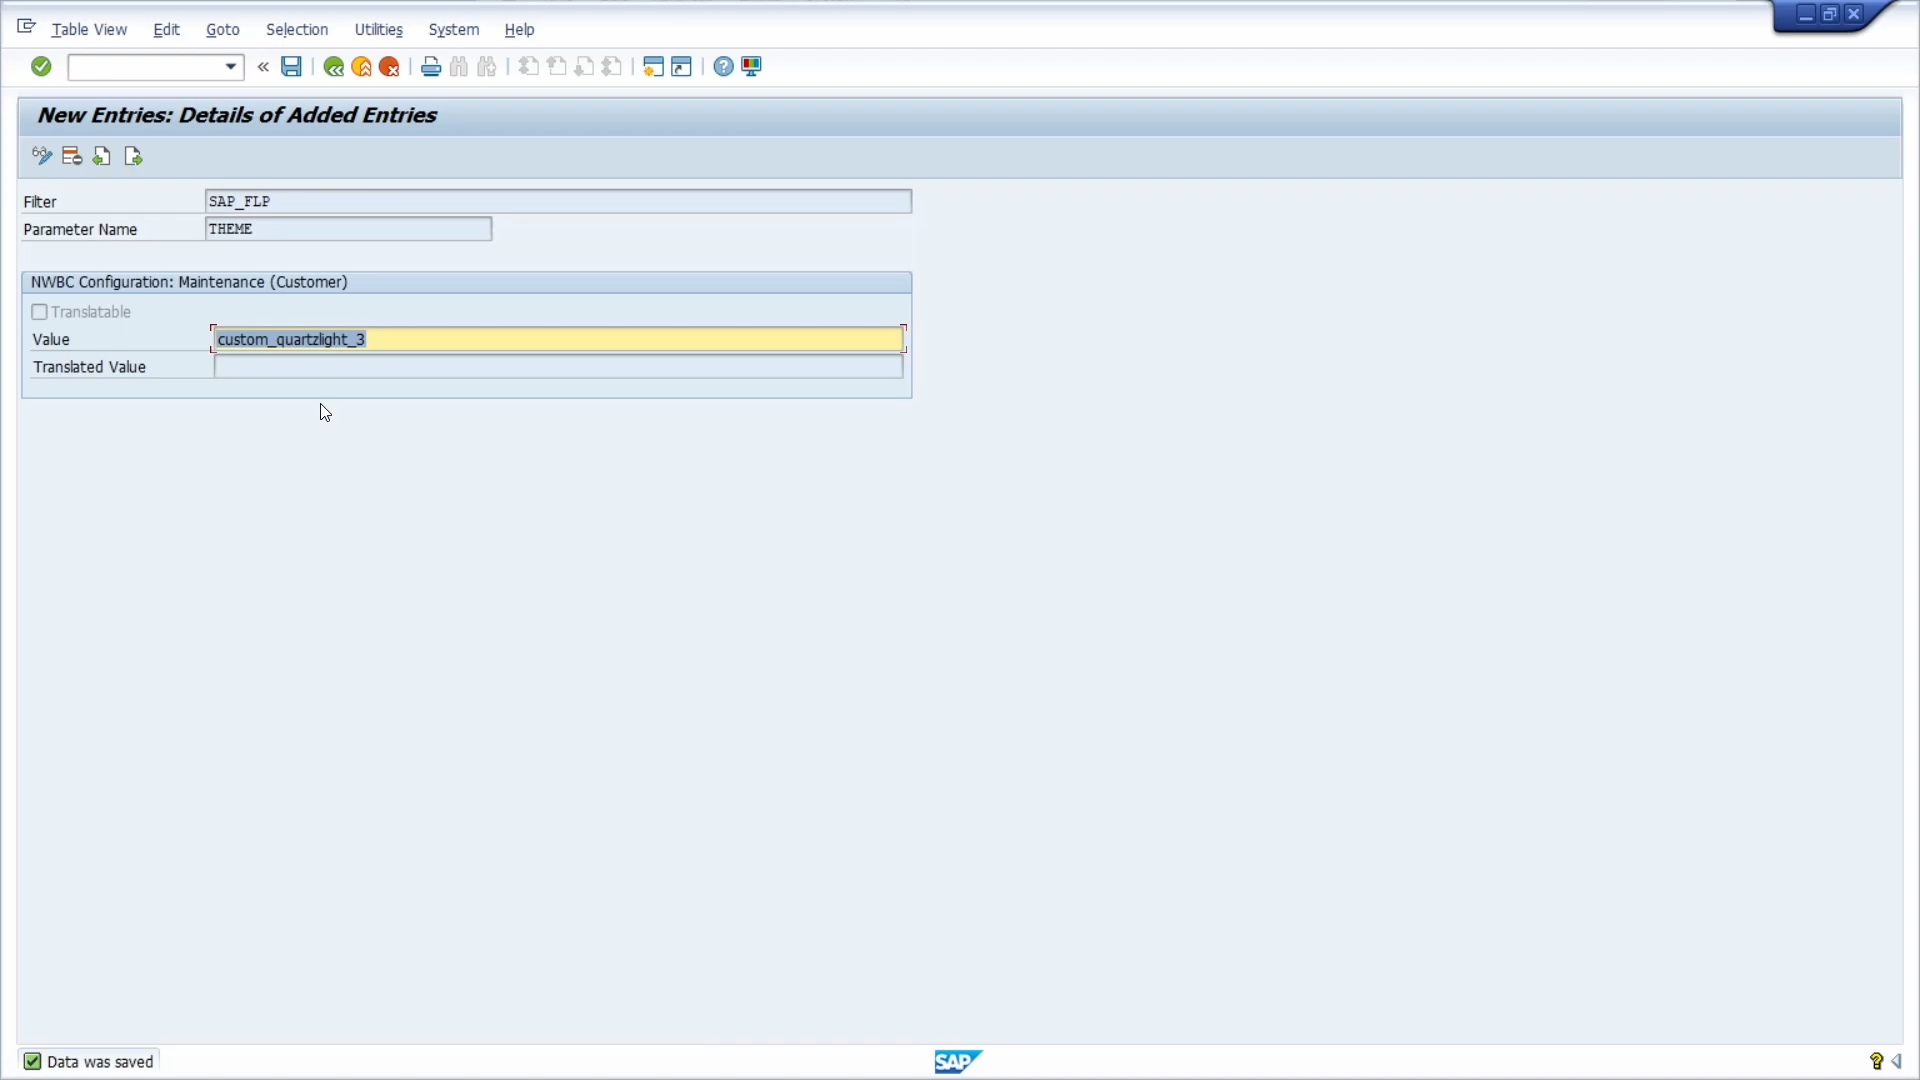 Table View Edit Goto Selection Utilities System Help
New Entries: Details of Added Entries
Filter SAP_FLP
Parameter Name THEME
NWBC Configuration: Maintenance (Customer)
Translatable
Value custom_quartzlight_3
Translated Value
Data was saved
SAP